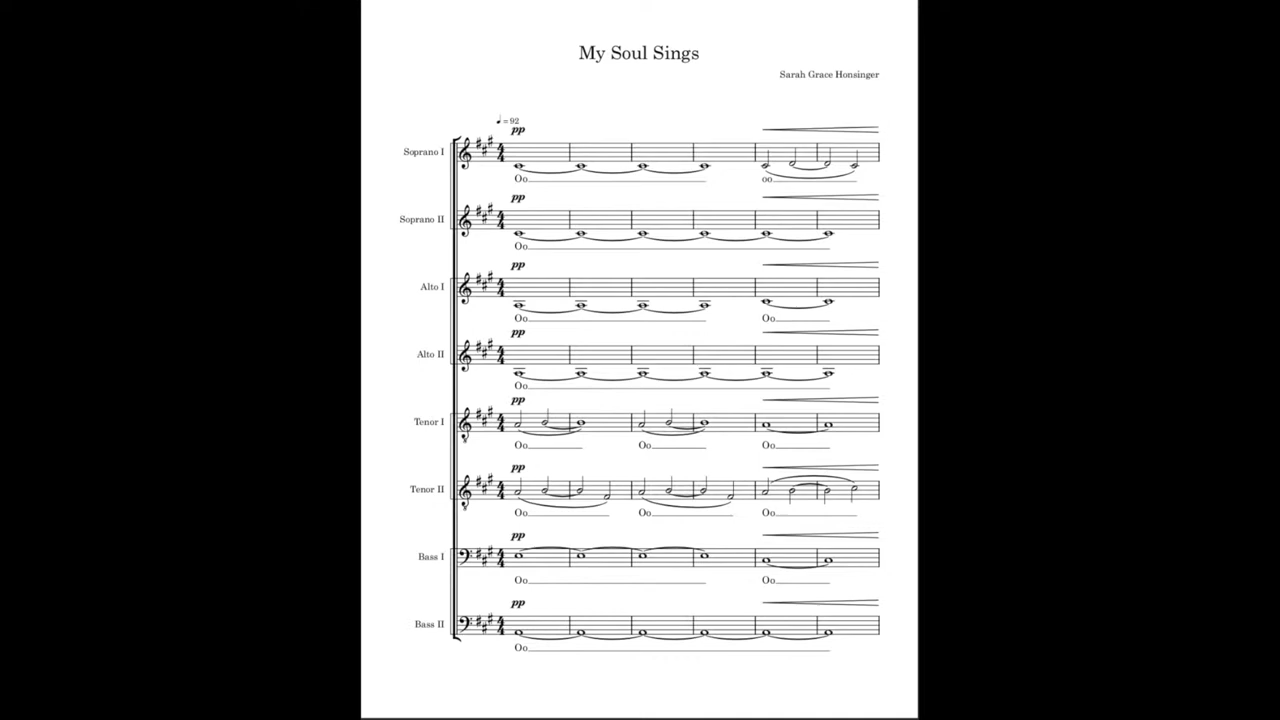 My Soul Sings
Sarah Grace Honsinger
♩ = 92
pp
Soprano I
Oo
oo
pp
Soprano II
Oo
pp
Alto I
Oo
Oo
pp
Alto II
Oo
pp
Tenor I
Oo
Oo
Oo
pp
Tenor II
Oo
Oo
Oo
pp
Bass I
Oo
Oo
pp
Bass II
Oo